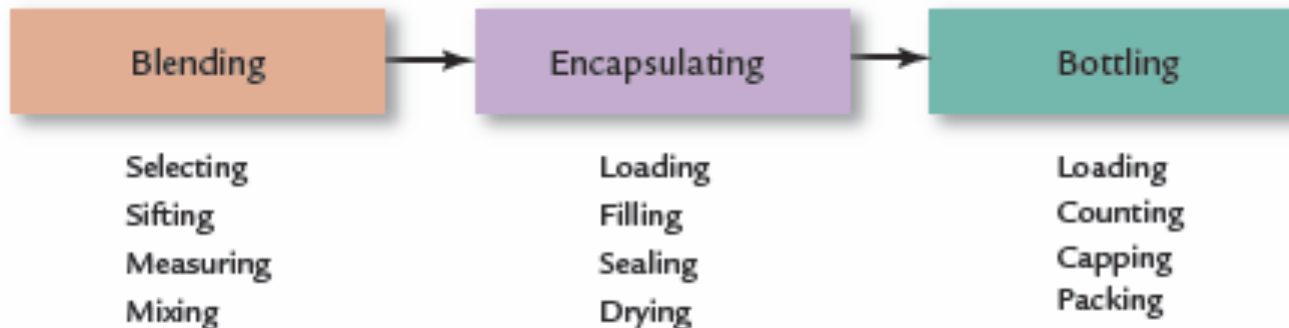 Blending
Encapsulating
Bottling
Selecting
Sifting
Measuring
Mixing
Loading
Filling
Sealing
Drying
Loading
Counting
Capping
Packing